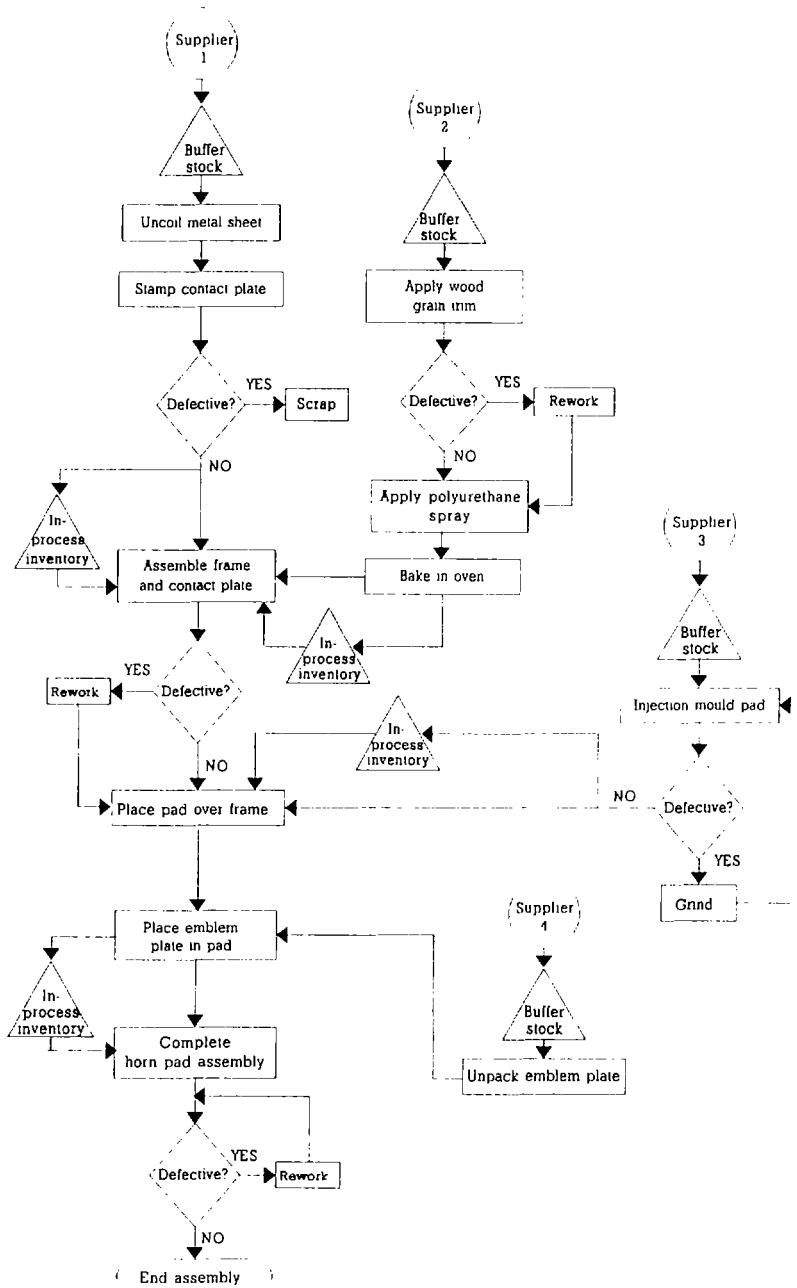 Supplier
1
Buffer
stock
Uncoil metal sheet
Stamp contact plate
Defective?
YES
Scrap
NO
In-
process
inventory
Assemble frame
and contact plate
Supplier
2
Buffer
stock
Apply wood
grain trim
Defective?
YES
Rework
NO
Apply polyurethane
spray
Bake in oven
In-
process
inventory
Defective?
YES
Rework
NO
Place pad over frame
In-
process
inventory
Supplier
3
Buffer
stock
Injection mould pad
Defective?
NO
YES
Grind
Place emblem
plate in pad
In-
process
inventory
Supplier
4
Buffer
stock
Unpack emblem plate
Complete
horn pad assembly
Defective?
YES
Rework
NO
End assembly